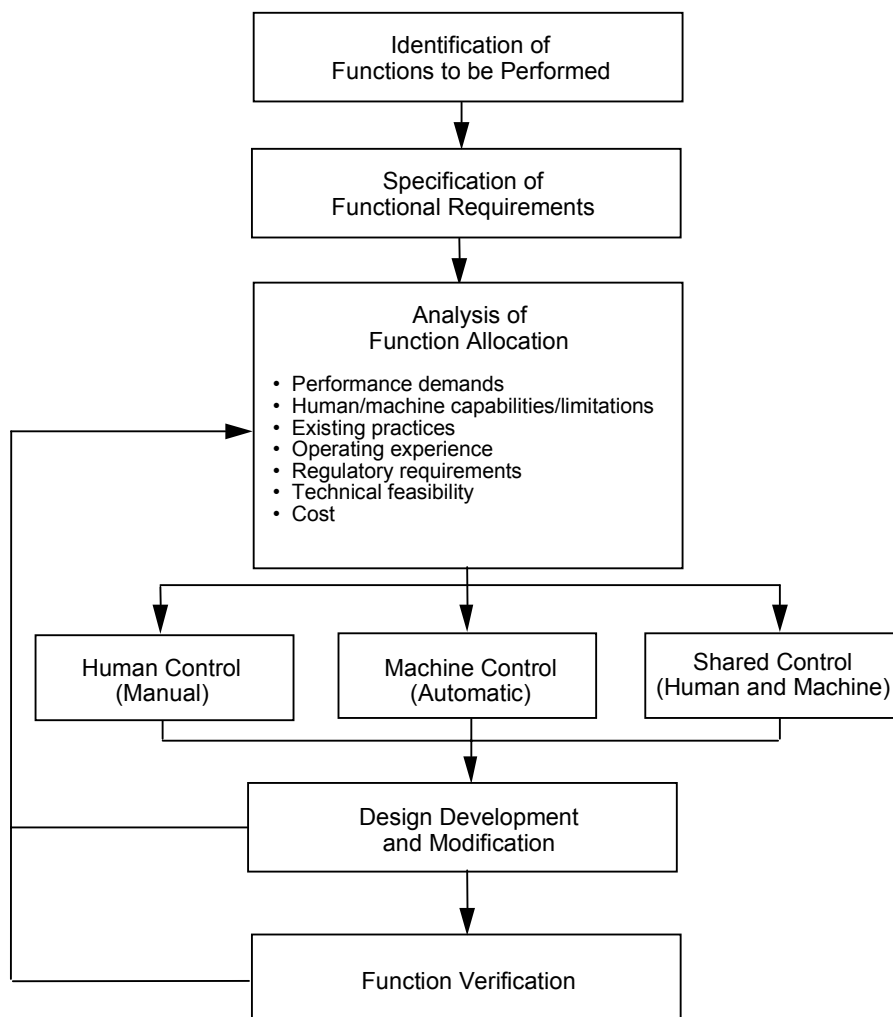 Identification of
Functions to be Performed
Specification of
Functional Requirements
Analysis of
Function Allocation
• Performance demands
• Human/machine capabilities/limitations
• Existing practices
• Operating experience
• Regulatory requirements
• Technical feasibility
• Cost
Human Control
(Manual)
Machine Control
(Automatic)
Shared Control
(Human and Machine)
Design Development
and Modification
Function Verification